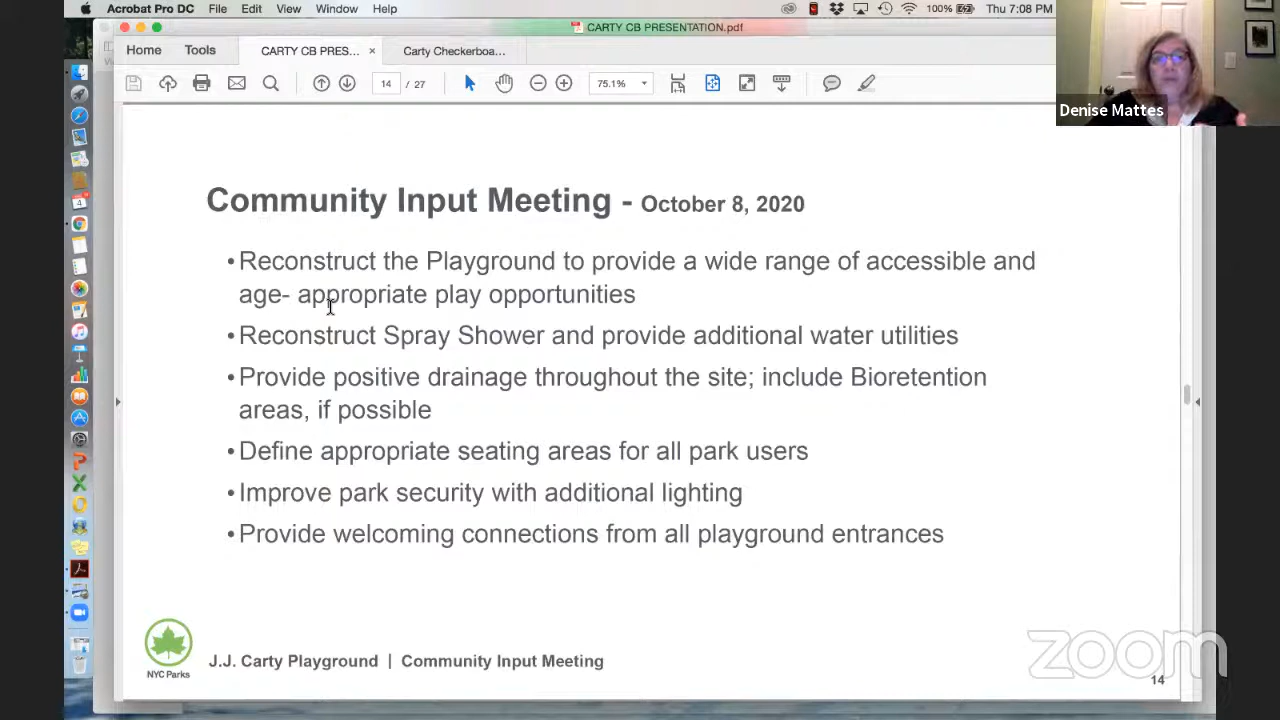 Acrobat Pro DC File Edit View Window Help 100% Thu 7:08 PM
CARTY CB PRESENTATION.pdf
Home Tools CARTY CB PRES... × Carty Checkerboa...
14 / 27 75.1%
Denise Mattes
Community Input Meeting - October 8, 2020
•Reconstruct the Playground to provide a wide range of accessible and
age- appropriate play opportunities
•Reconstruct Spray Shower and provide additional water utilities
•Provide positive drainage throughout the site; include Bioretention
areas, if possible
•Define appropriate seating areas for all park users
•Improve park security with additional lighting
•Provide welcoming connections from all playground entrances
NYC Parks
J.J. Carty Playground | Community Input Meeting
zoom
14